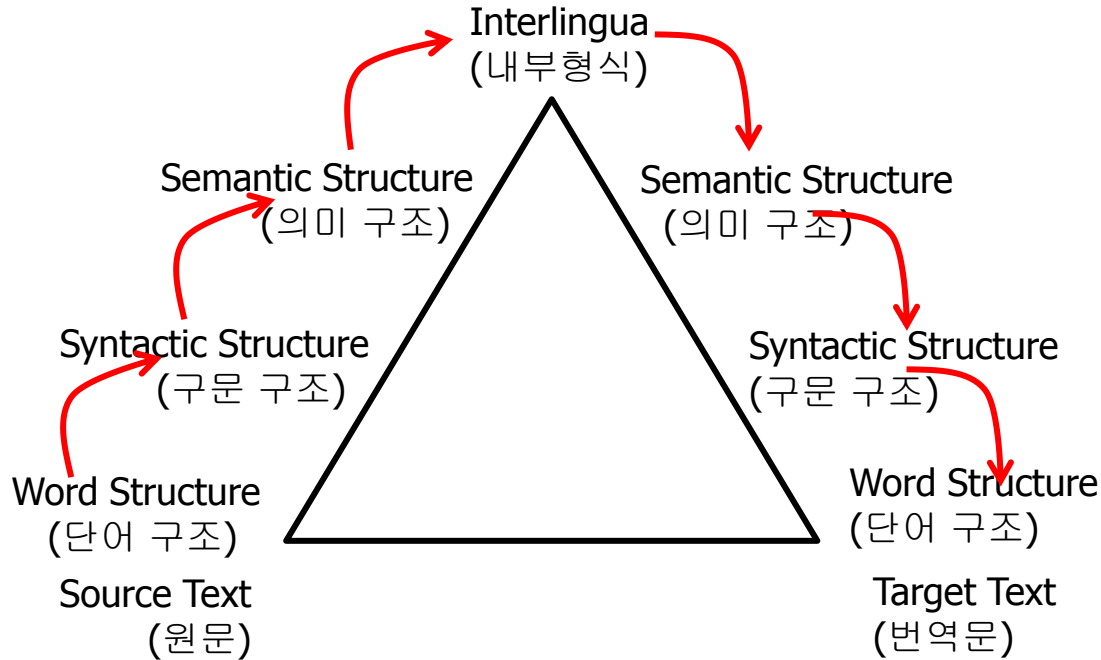 Interlingua
(내부형식)
Semantic Structure
(의미 구조)
Semantic Structure
(의미 구조)
Syntactic Structure
(구문 구조)
Syntactic Structure
(구문 구조)
Word Structure
(단어 구조)
Word Structure
(단어 구조)
Source Text
(원문)
Target Text
(번역문)